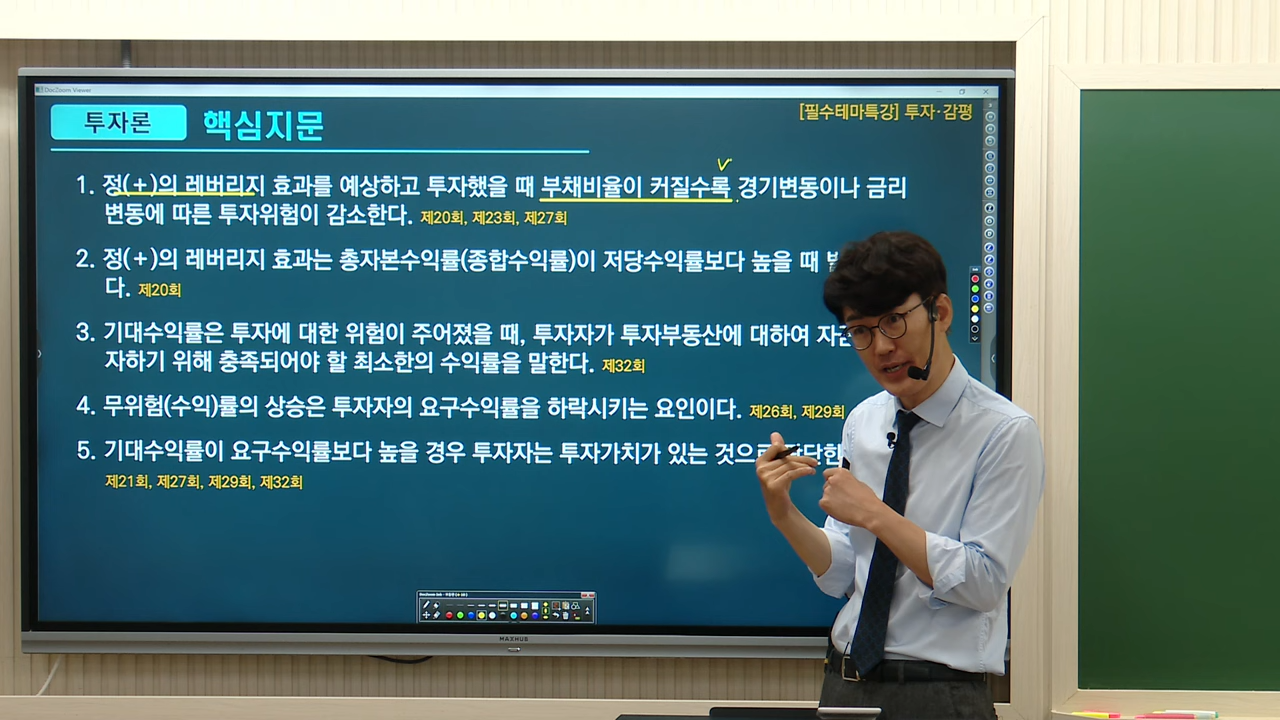 DocZoom Viewer
투자론 핵심지문
[필수테마특강] 투자·감평
1. 정(+)의 레버리지 효과를 예상하고 투자했을 때 부채비율이 커질수록 경기변동이나 금리
변동에 따른 투자위험이 감소한다. 제20회, 제23회, 제27회
2. 정(+)의 레버리지 효과는 총자본수익률(종합수익률)이 저당수익률보다 높을 때
다. 제20회
3. 기대수익률은 투자에 대한 위험이 주어졌을 때, 투자자가 투자부동산에 대하여
자하기 위해 충족되어야 할 최소한의 수익률을 말한다. 제32회
4. 무위험(수익)률의 상승은 투자자의 요구수익률을 하락시키는 요인이다. 제26회, 제29회
5. 기대수익률이 요구수익률보다 높을 경우 투자자는 투자가치가 있는 것으로
제21회, 제27회, 제29회, 제32회
MAXHUB